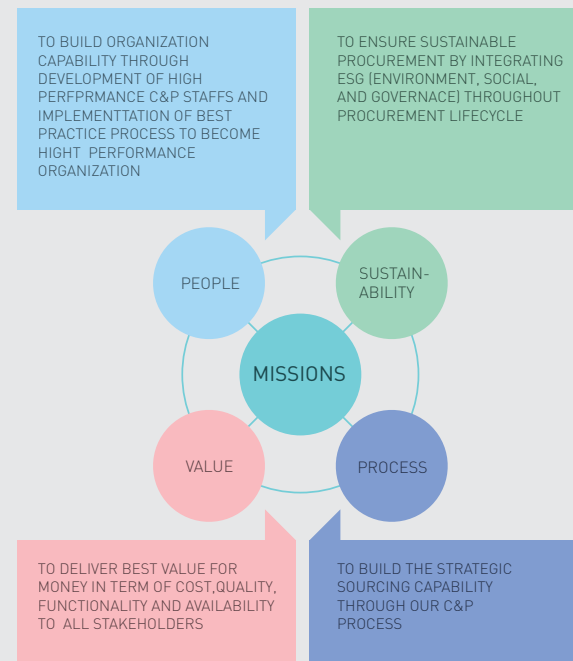 TO BUILD ORGANIZATION
CAPABILITY THROUGH
DEVELOPMENT OF HIGH
PERFPRMANCE C&P STAFFS AND
IMPLEMENTTATION OF BEST
PRACTICE PROCESS TO BECOME
HIGHT PERFORMANCE
ORGANIZATION
TO ENSURE SUSTAINABLE
PROCUREMENT BY INTEGRATING
ESG (ENVIRONMENT, SOCIAL,
AND GOVERNACE) THROUGHOUT
PROCUREMENT LIFECYCLE
PEOPLE
SUSTAIN-
ABILITY
MISSIONS
VALUE
PROCESS
TO DELIVER BEST VALUE FOR
MONEY IN TERM OF COST,QUALITY,
FUNCTIONALITY AND AVAILABILITY
TO ALL STAKEHOLDERS
TO BUILD THE STRATEGIC
SOURCING CAPABILITY
THROUGH OUR C&P
PROCESS